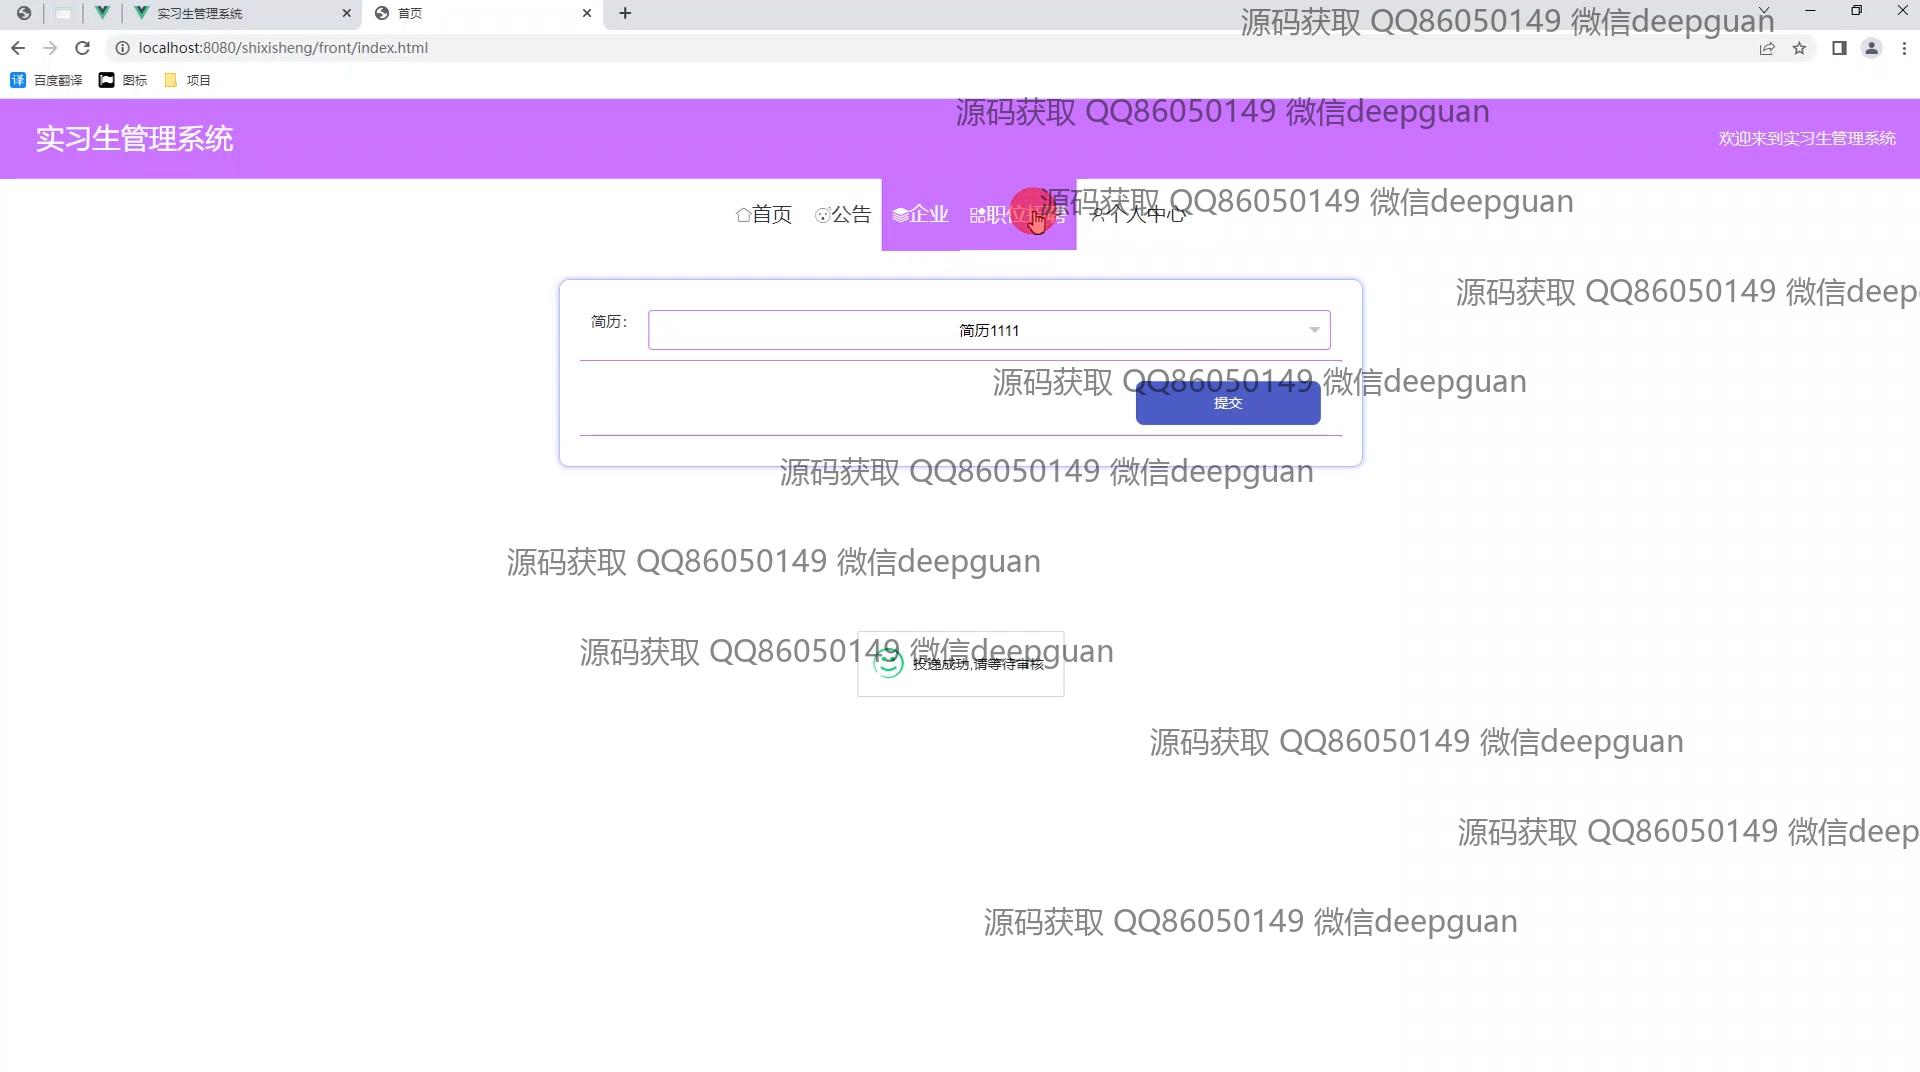 实习生管理系统
首页
源码获取 QQ86050149 微信deepguan
localhost:8080/shixisheng/front/index.html
译 百度翻译 图标 项目
源码获取 QQ86050149 微信deepguan
实习生管理系统
欢迎来到实习生管理系统
源码获取 QQ86050149 微信deepguan
首页 公告 企业 职位招聘 个人中心
源码获取 QQ86050149 微信deep
简历：
简历1111
源码获取 QQ86050149 微信deepguan
提交
源码获取 QQ86050149 微信deepguan
源码获取 QQ86050149 微信deepguan
源码获取 QQ86050149 微信deepguan
投递成功,请等待审核
源码获取 QQ86050149 微信deepguan
源码获取 QQ86050149 微信deep
源码获取 QQ86050149 微信deepguan